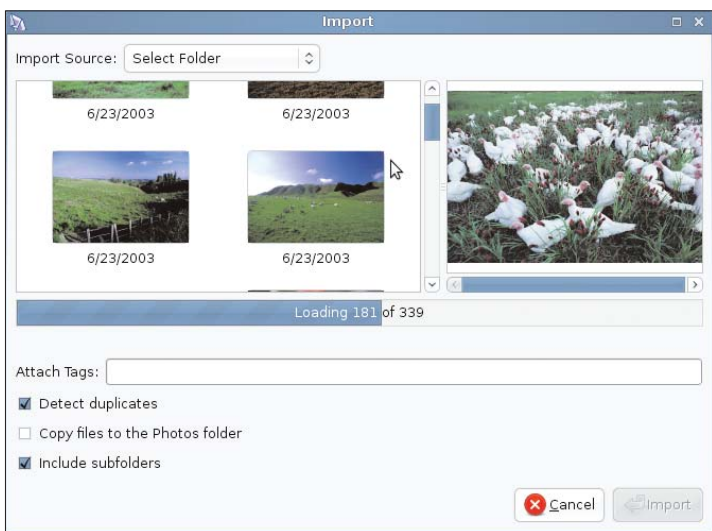 Import
Import Source: Select Folder
6/23/2003 6/23/2003
6/23/2003 6/23/2003
Loading 181 of 339
Attach Tags:
Detect duplicates
Copy files to the Photos folder
Include subfolders
Cancel Import